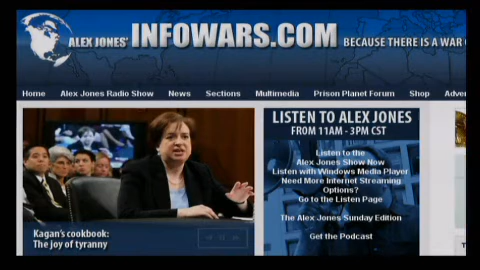 ALEX JONES' INFOWARS.COM BECAUSE THERE IS A WAR
Home Alex Jones Radio Show News Sections Multimedia Prison Planet Forum Shop
LISTEN TO ALEX JONES
FROM 11AM - 3PM CST
Listen to the
Alex Jones Show Now
Listen with Windows Media Player
Need More Internet Streaming
Options?
Go to the Listen Page
The Alex Jones Sunday Edition
Get the Podcast
Kagan's cookbook:
The joy of tyranny